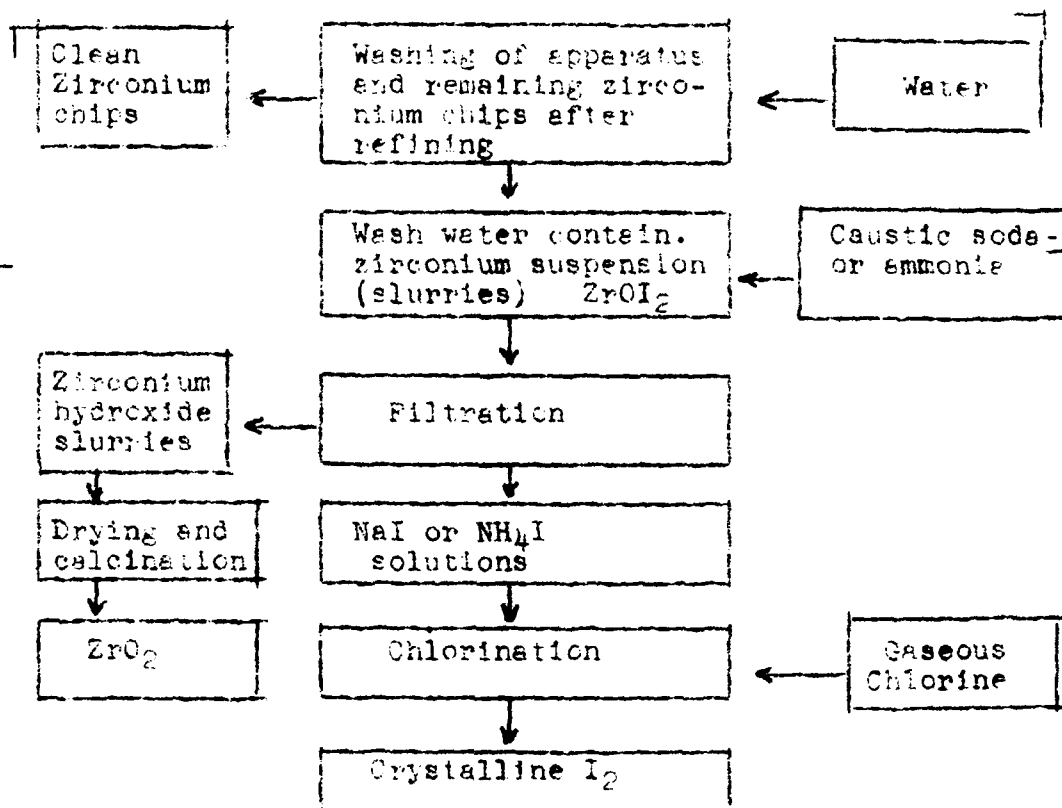 Clean
Zirconium
chips
Washing of apparatus
and remaining zirco-
nium chips after
refining
Water
Wash water contain.
zirconium suspension
(slurries) ZrOI₂
Caustic soda-
or ammonia
Zirconium
hydroxide
slurries
Filtration
Drying and
calcination
NaI or NH₄I
solutions
ZrO₂
Chlorination
Gaseous
Chlorine
Crystalline I₂